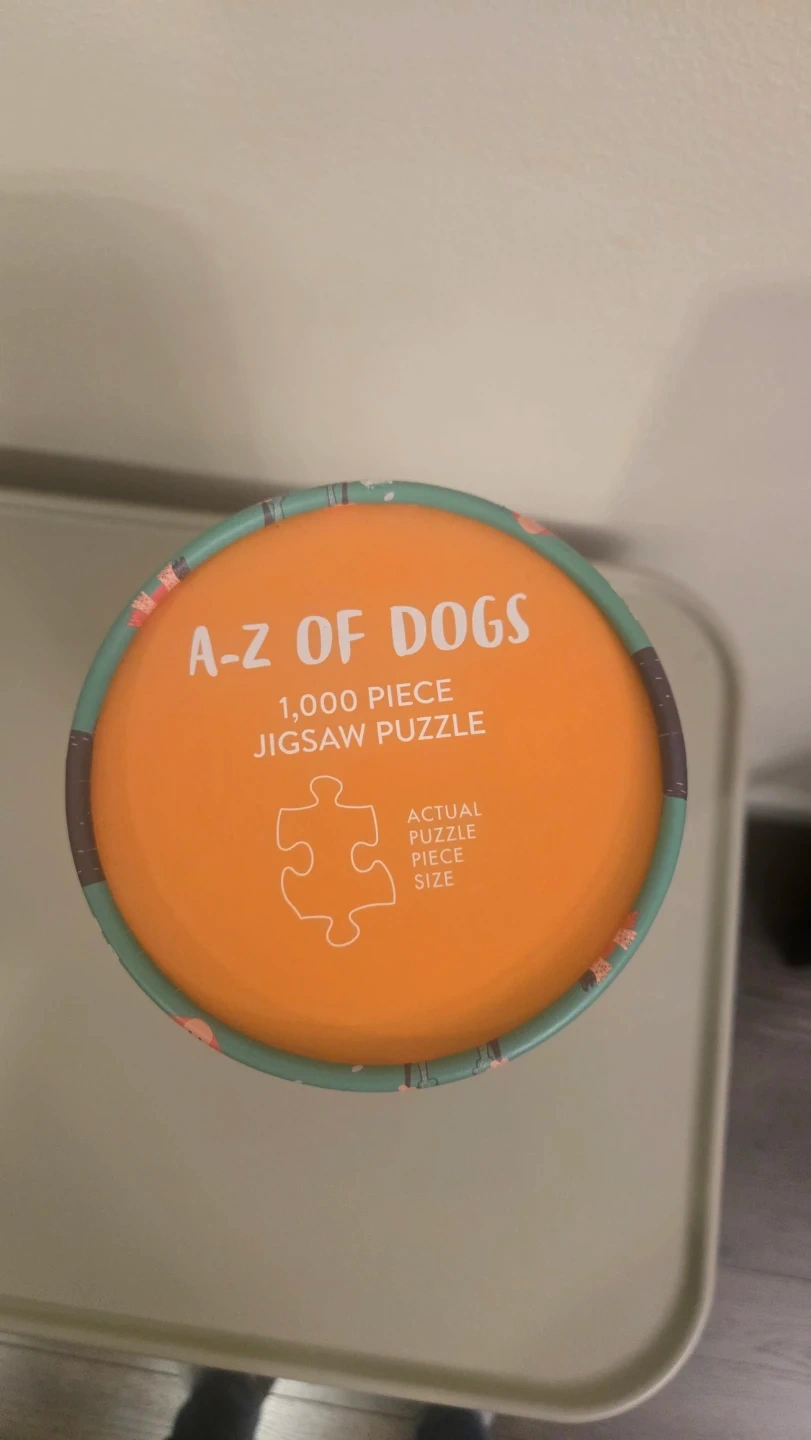 A-Z OF DOGS
1,000 PIECE
JIGSAW PUZZLE
ACTUAL
PUZZLE
PIECE
SIZE